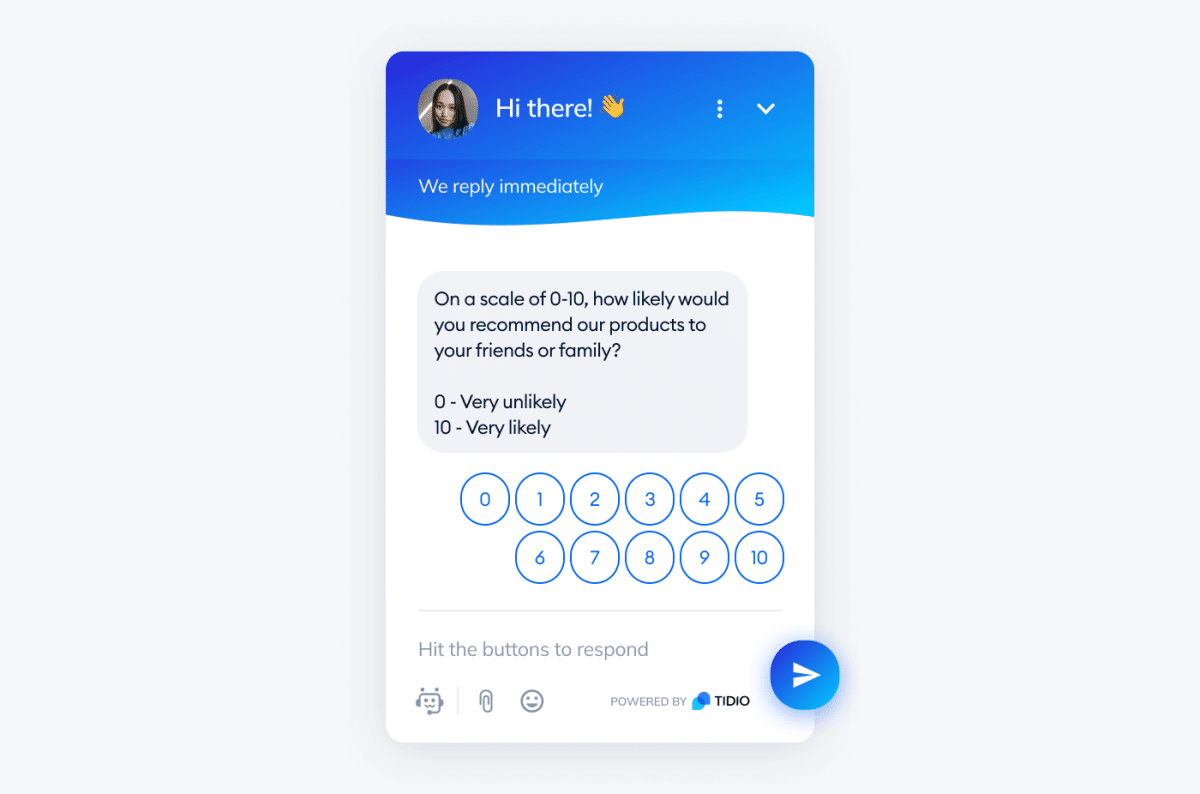 Hi there! 👋
We reply immediately
On a scale of 0-10, how likely would
you recommend our products to
your friends or family?
0 - Very unlikely
10 - Very likely
0 1 2 3 4 5
6 7 8 9 10
Hit the buttons to respond
POWERED BY TIDIO